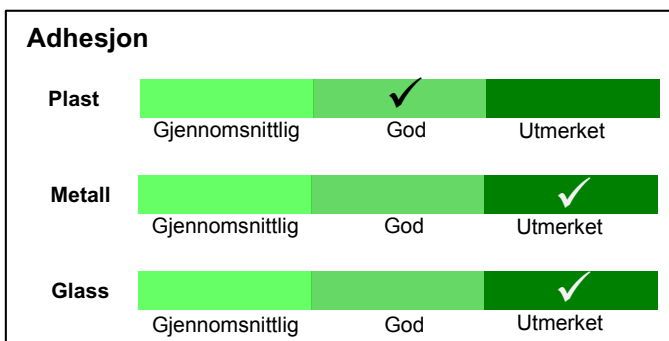 Adhesjon
Plast
Gjennomsnittlig God Utmerket
Metall
Gjennomsnittlig God Utmerket
Glass
Gjennomsnittlig God Utmerket